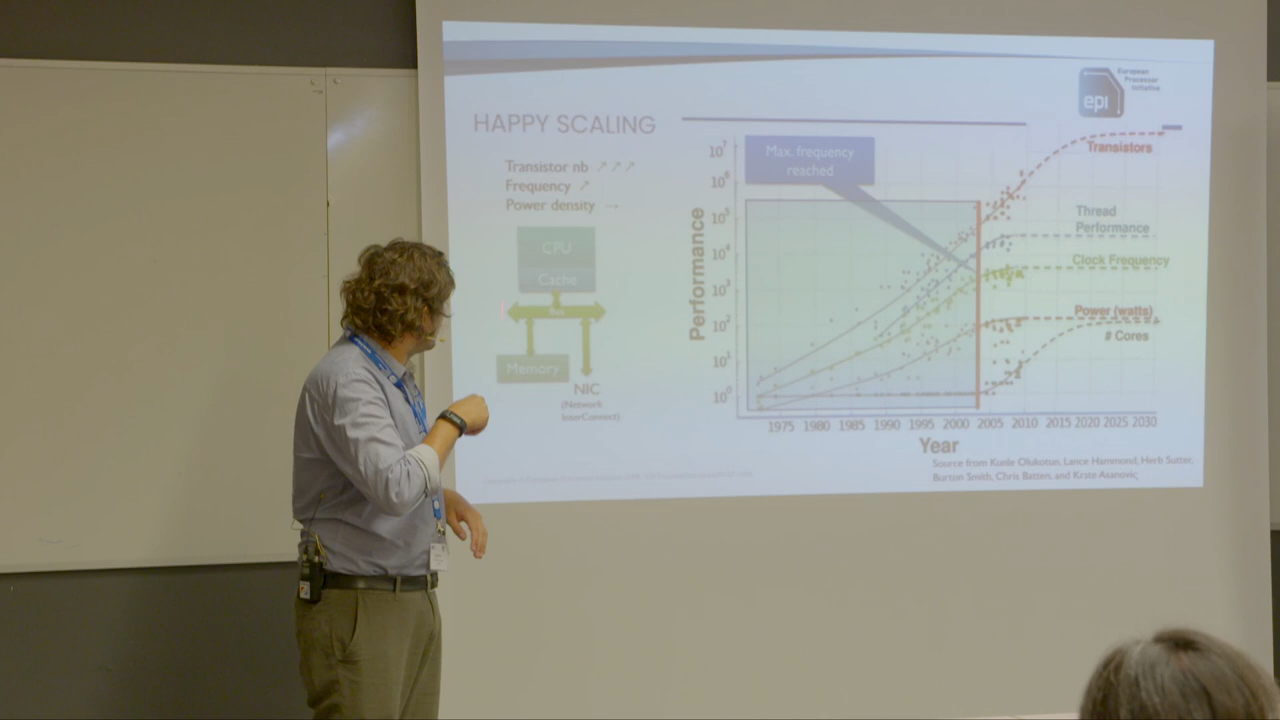 European
Processor
Initiative
epi
HAPPY SCALING
Transistor nb ↗ ↗ ↗
Frequency ↗
Power density →
CPU
Cache
Memory
NIC
(Network
InterConnect)
Max. frequency
reached
Performance
10⁷
10⁶
10⁵
10⁴
10³
10²
10¹
10⁰
Transistors
Thread
Performance
Clock Frequency
Power (watts)
# Cores
1975 1980 1985 1990 1995 2000 2005 2010 2015 2020 2025 2030
Year
Source from Kunle Olukotun, Lance Hammond, Herb Sutter,
Burton Smith, Chris Batten, and Krste Asanoviç